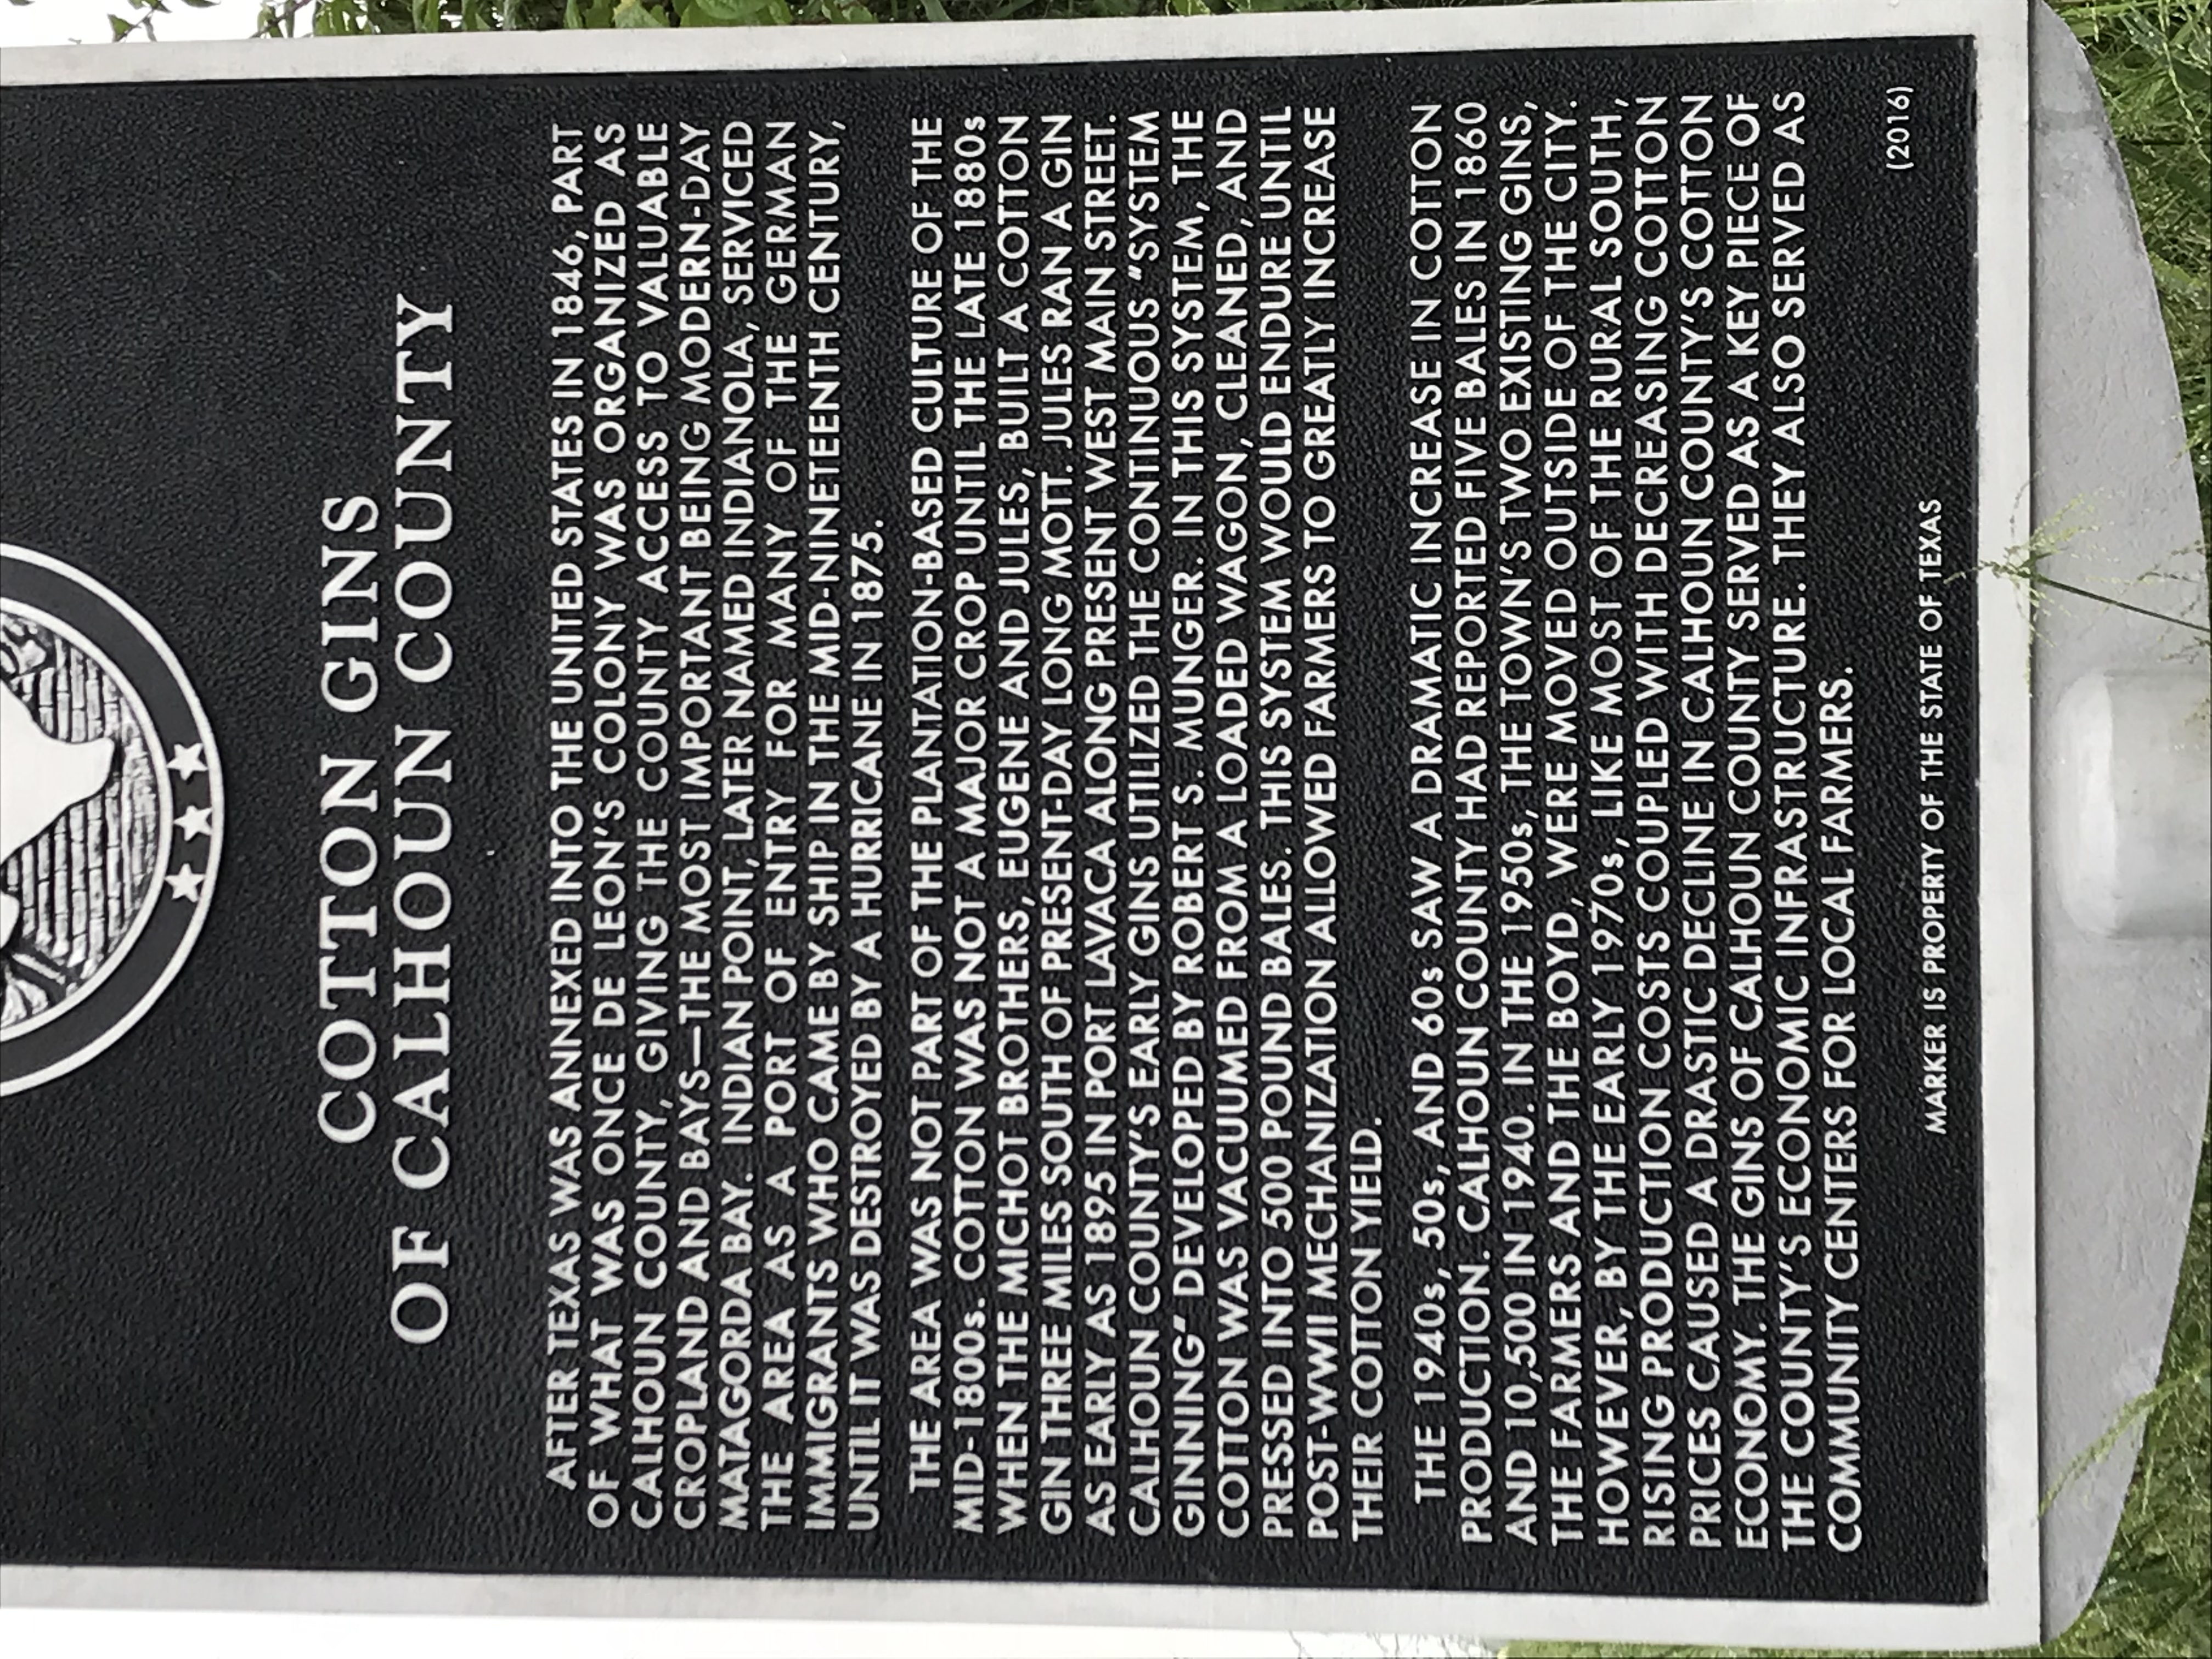 COTTON GINS
OF CALHOUN COUNTY
AFTER TEXAS WAS ANNEXED INTO THE UNITED STATES IN 1846, PART
OF WHAT WAS ONCE DE LEON'S COLONY WAS ORGANIZED AS
CALHOUN COUNTY, GIVING THE COUNTY ACCESS TO VALUABLE
CROPLAND AND BAYS—THE MOST IMPORTANT BEING MODERN-DAY
MATAGORDA BAY. INDIAN POINT, LATER NAMED INDIANOLA, SERVICED
THE AREA AS A PORT OF ENTRY FOR MANY OF THE GERMAN
IMMIGRANTS WHO CAME BY SHIP IN THE MID-NINETEENTH CENTURY,
UNTIL IT WAS DESTROYED BY A HURRICANE IN 1875.
THE AREA WAS NOT PART OF THE PLANTATION-BASED CULTURE OF THE
MID-1800s. COTTON WAS NOT A MAJOR CROP UNTIL THE LATE 1880s
WHEN THE MICHOT BROTHERS, EUGENE AND JULES, BUILT A COTTON
GIN THREE MILES SOUTH OF PRESENT-DAY LONG MOTT. JULES RAN A GIN
AS EARLY AS 1895 IN PORT LAVACA ALONG PRESENT WEST MAIN STREET.
CALHOUN COUNTY'S EARLY GINS UTILIZED THE CONTINUOUS "SYSTEM
GINNING" DEVELOPED BY ROBERT S. MUNGER. IN THIS SYSTEM, THE
COTTON WAS VACUUMED FROM A LOADED WAGON, CLEANED, AND
PRESSED INTO 500 POUND BALES. THIS SYSTEM WOULD ENDURE UNTIL
POST-WWII MECHANIZATION ALLOWED FARMERS TO GREATLY INCREASE
THEIR COTTON YIELD.
THE 1940s, 50s, AND 60s SAW A DRAMATIC INCREASE IN COTTON
PRODUCTION. CALHOUN COUNTY HAD REPORTED FIVE BALES IN 1860
AND 10,500 IN 1940. IN THE 1950s, THE TOWN'S TWO EXISTING GINS,
THE FARMERS AND THE BOYD, WERE MOVED OUTSIDE OF THE CITY.
HOWEVER, BY THE EARLY 1970s, LIKE MOST OF THE RURAL SOUTH,
RISING PRODUCTION COSTS COUPLED WITH DECREASING COTTON
PRICES CAUSED A DRASTIC DECLINE IN CALHOUN COUNTY'S COTTON
ECONOMY. THE GINS OF CALHOUN COUNTY SERVED AS A KEY PIECE OF
THE COUNTY'S ECONOMIC INFRASTRUCTURE. THEY ALSO SERVED AS
COMMUNITY CENTERS FOR LOCAL FARMERS.
(2016)
MARKER IS PROPERTY OF THE STATE OF TEXAS